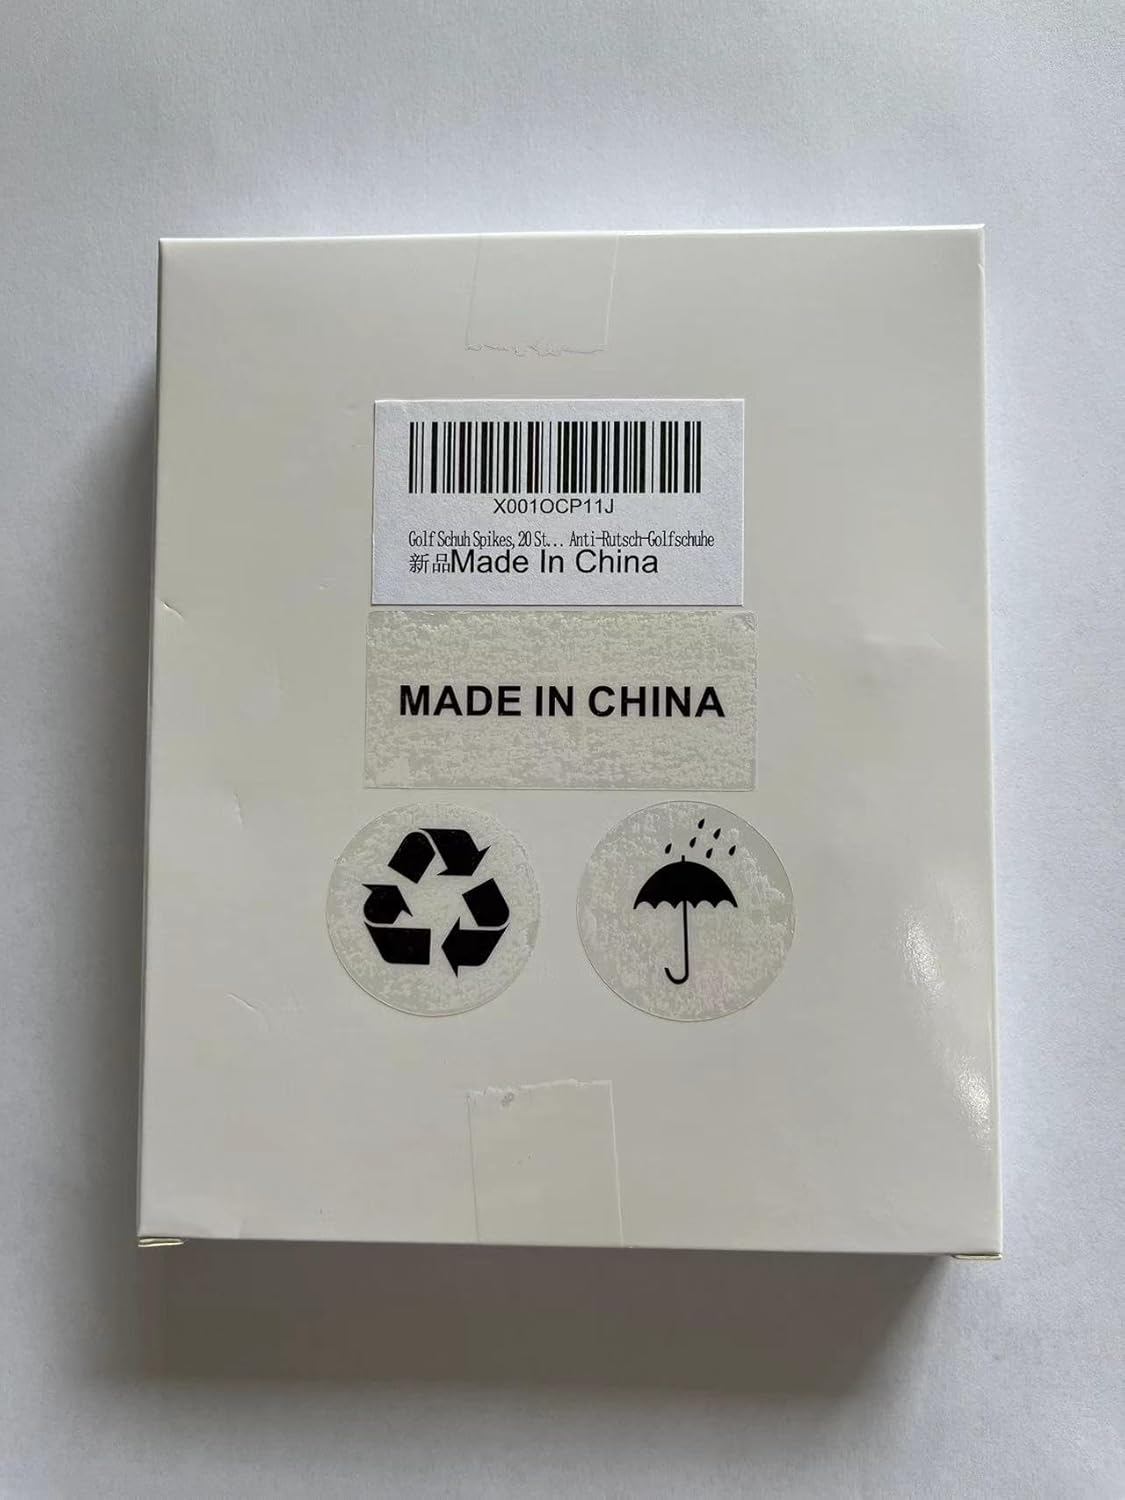 X001OCP11J
Golf Schuh Spikes, 20 St... Anti-Rutsch-Golfschuhe
新品Made In China
MADE IN CHINA